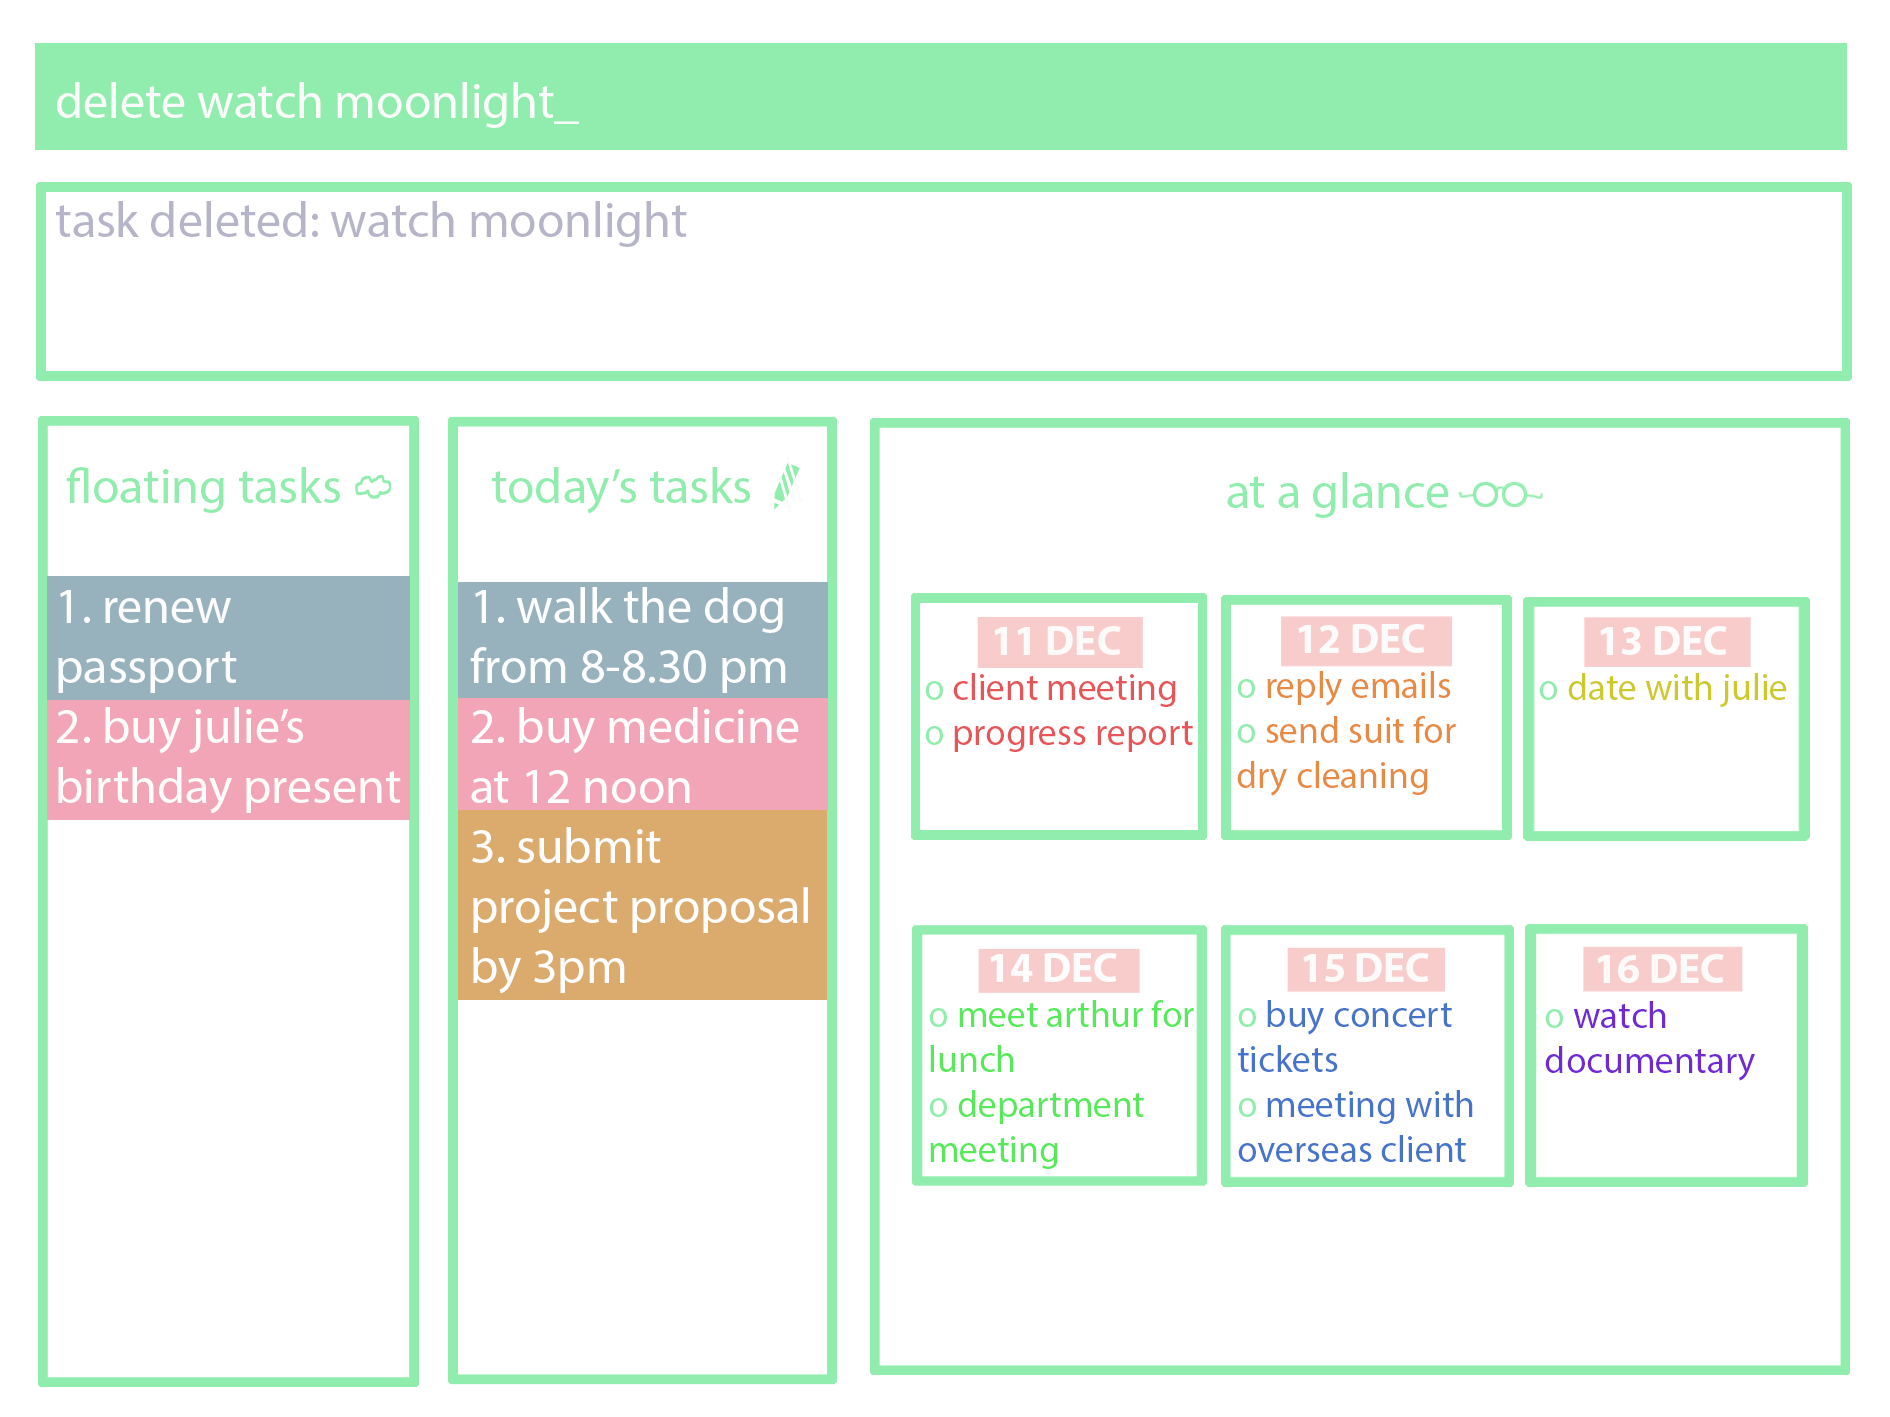 delete watch moonlight_
task deleted: watch moonlight
floating tasks
1. renew
passport
2. buy julie’s
birthday present
today’s tasks
1. walk the dog
from 8-8.30 pm
2. buy medicine
at 12 noon
3. submit
project proposal
by 3pm
at a glance
11 DEC
o client meeting
o progress report
12 DEC
o reply emails
o send suit for
dry cleaning
13 DEC
o date with julie
14 DEC
o meet arthur for
lunch
o department
meeting
15 DEC
o buy concert
tickets
o meeting with
overseas client
16 DEC
o watch
documentary